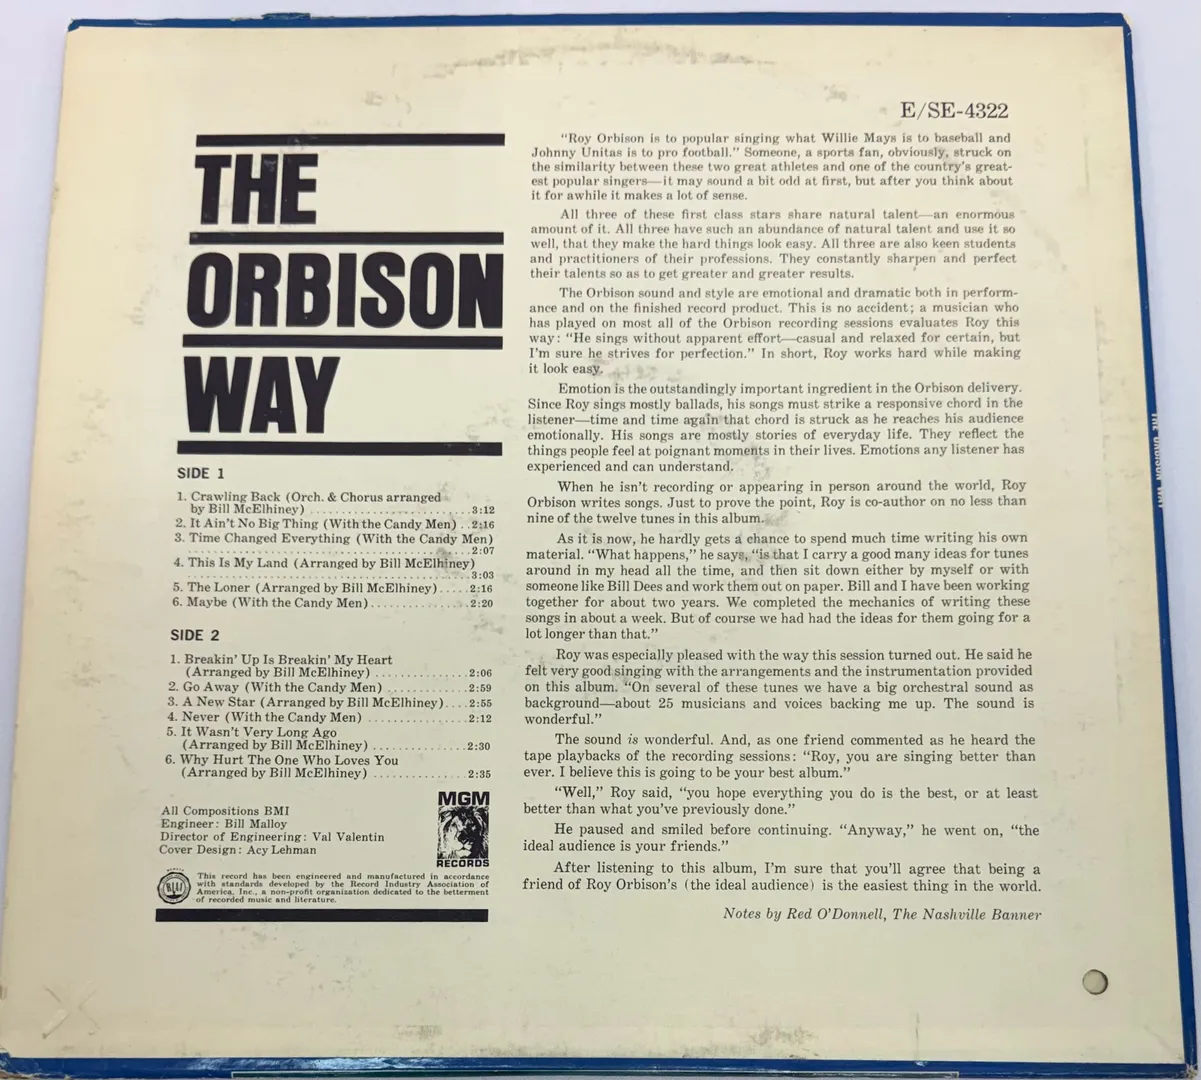 E/SE-4322
THE
ORBISON
WAY
SIDE 1
1. Crawling Back (Orch. & Chorus arranged
by Bill McElhiney) ........................3:12
2. It Ain't No Big Thing (With the Candy Men) ..2:16
3. Time Changed Everything (With the Candy Men)
............................................2:07
4. This Is My Land (Arranged by Bill McElhiney)
............................................3:03
5. The Loner (Arranged by Bill McElhiney).....2:16
6. Maybe (With the Candy Men)...............2:20
SIDE 2
1. Breakin' Up Is Breakin' My Heart
(Arranged by Bill McElhiney) ..............2:06
2. Go Away (With the Candy Men) ............2:59
3. A New Star (Arranged by Bill McElhiney)....2:55
4. Never (With the Candy Men) ...............2:12
5. It Wasn't Very Long Ago
(Arranged by Bill McElhiney) ..............2:30
6. Why Hurt The One Who Loves You
(Arranged by Bill McElhiney) ..............2:35
All Compositions BMI
Engineer: Bill Malloy
Director of Engineering: Val Valentin
Cover Design: Acy Lehman
MGM
RECORDS
This record has been engineered and manufactured in accordance
with standards developed by the Record Industry Association of
America, Inc., a non-profit organization dedicated to the betterment
of recorded music and literature.
"Roy Orbison is to popular singing what Willie Mays is to baseball and
Johnny Unitas is to pro football." Someone, a sports fan, obviously, struck on
the similarity between these two great athletes and one of the country's great-
est popular singers—it may sound a bit odd at first, but after you think about
it for awhile it makes a lot of sense.
All three of these first class stars share natural talent—an enormous
amount of it. All three have such an abundance of natural talent and use it so
well, that they make the hard things look easy. All three are also keen students
and practitioners of their professions. They constantly sharpen and perfect
their talents so as to get greater and greater results.
The Orbison sound and style are emotional and dramatic both in perform-
ance and on the finished record product. This is no accident; a musician who
has played on most all of the Orbison recording sessions evaluates Roy this
way: "He sings without apparent effort—casual and relaxed for certain, but
I'm sure he strives for perfection." In short, Roy works hard while making
it look easy.
Emotion is the outstandingly important ingredient in the Orbison delivery.
Since Roy sings mostly ballads, his songs must strike a responsive chord in the
listener—time and time again that chord is struck as he reaches his audience
emotionally. His songs are mostly stories of everyday life. They reflect the
things people feel at poignant moments in their lives. Emotions any listener has
experienced and can understand.
When he isn't recording or appearing in person around the world, Roy
Orbison writes songs. Just to prove the point, Roy is co-author on no less than
nine of the twelve tunes in this album.
As it is now, he hardly gets a chance to spend much time writing his own
material. "What happens," he says, "is that I carry a good many ideas for tunes
around in my head all the time, and then sit down either by myself or with
someone like Bill Dees and work them out on paper. Bill and I have been working
together for about two years. We completed the mechanics of writing these
songs in about a week. But of course we had had the ideas for them going for a
lot longer than that."
Roy was especially pleased with the way this session turned out. He said he
felt very good singing with the arrangements and the instrumentation provided
on this album. "On several of these tunes we have a big orchestral sound as
background—about 25 musicians and voices backing me up. The sound is
wonderful."
The sound is wonderful. And, as one friend commented as he heard the
tape playbacks of the recording sessions: "Roy, you are singing better than
ever. I believe this is going to be your best album."
"Well," Roy said, "you hope everything you do is the best, or at least
better than what you've previously done."
He paused and smiled before continuing. "Anyway," he went on, "the
ideal audience is your friends."
After listening to this album, I'm sure that you'll agree that being a
friend of Roy Orbison's (the ideal audience) is the easiest thing in the world.
Notes by Red O'Donnell, The Nashville Banner
THE ORBISON WAY